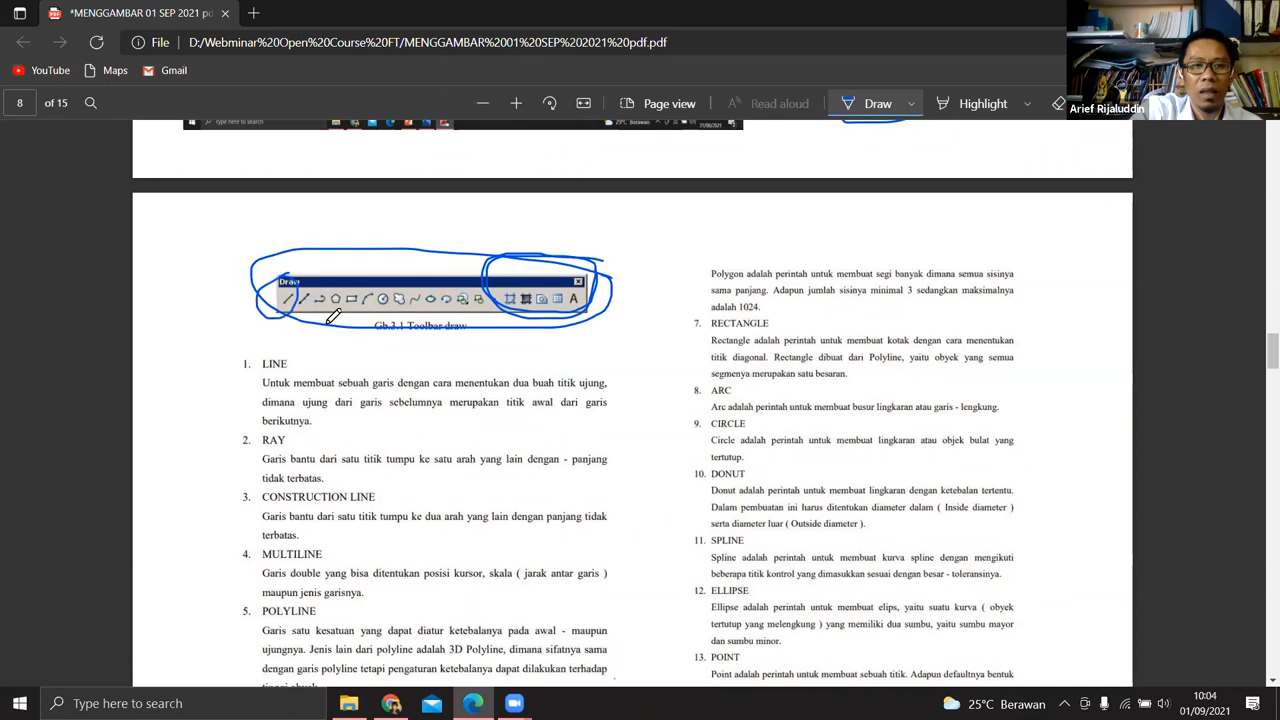 *MENGGAMBAR 01 SEP 2021 pd
File
D:/Webminar%20Open%20Course%20FT/MENGGAMBAR%2001%20SEP%202021%20pdf.pdf
YouTube
Maps
Gmail
8
of 15
Page view
Read aloud
Draw
Highlight
Arief Rijaluddin
Type here to search
29°C Berawan
Draw
A
Gb.3.1 Toolbar draw
1. LINE
Untuk membuat sebuah garis dengan cara menentukan dua buah titik ujung,
dimana ujung dari garis sebelumnya merupakan titik awal dari garis
berikutnya.
2. RAY
Garis bantu dari satu titik tumpu ke satu arah yang lain dengan - panjang
tidak terbatas.
3. CONSTRUCTION LINE
Garis bantu dari satu titik tumpu ke dua arah yang lain dengan panjang tidak
terbatas.
4. MULTILINE
Garis double yang bisa ditentukan posisi kursor, skala ( jarak antar garis )
maupun jenis garisnya.
5. POLYLINE
Garis satu kesatuan yang dapat diatur ketebalanya pada awal - maupun
ujungnya. Jenis lain dari polyline adalah 3D Polyline, dimana sifatnya sama
dengan garis polyline tetapi pengaturan ketebalanya dapat dilakukan terhadap
Polygon adalah perintah untuk membuat segi banyak dimana semua sisinya
sama panjang. Adapun jumlah sisinya minimal 3 sedangkan maksimalnya
adalah 1024.
7. RECTANGLE
Rectangle adalah perintah untuk membuat kotak dengan cara menentukan
titik diagonal. Rectangle dibuat dari Polyline, yaitu obyek yang semua
segmenya merupakan satu besaran.
8. ARC
Arc adalah perintah untuk membuat busur lingkaran atau garis - lengkung.
9. CIRCLE
Circle adalah perintah untuk membuat lingkaran atau objek bulat yang
tertutup.
10. DONUT
Donut adalah perintah untuk membuat lingkaran dengan ketebalan tertentu.
Dalam pembuatan ini harus ditentukan diameter dalam ( Inside diameter )
serta diameter luar ( Outside diameter ).
11. SPLINE
Spline adalah perintah untuk membuat kurva spline dengan mengikuti
beberapa titik kontrol yang dimasukkan sesuai dengan besar - toleransinya.
12. ELLIPSE
Ellipse adalah perintah untuk membuat elips, yaitu suatu kurva ( obyek
tertutup yang melengkung ) yang memiliki dua sumbu, yaitu sumbu mayor
dan sumbu minor.
13. POINT
Point adalah perintah untuk membuat sebuah titik. Adapun defaultnya bentuk
Type here to search
25°C Berawan
10:04
01/09/2021